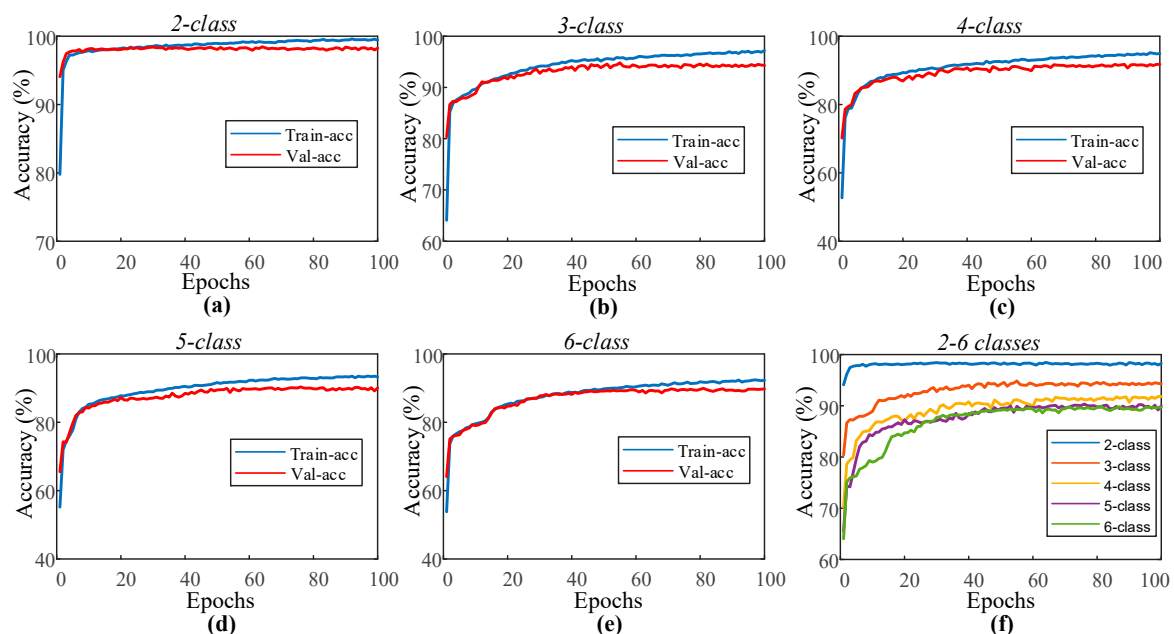 2-class
Accuracy (%)
100
90
80
70
0 20 40 60 80 100
Train-acc
Val-acc
Epochs
(a)
3-class
Accuracy (%)
100
90
80
70
60
0 20 40 60 80 100
Train-acc
Val-acc
Epochs
(b)
4-class
Accuracy (%)
100
80
60
40
0 20 40 60 80 100
Train-acc
Val-acc
Epochs
(c)
5-class
Accuracy (%)
100
80
60
40
0 20 40 60 80 100
Train-acc
Val-acc
Epochs
(d)
6-class
Accuracy (%)
100
80
60
40
0 20 40 60 80 100
Train-acc
Val-acc
Epochs
(e)
2-6 classes
Accuracy (%)
100
90
80
70
60
0 20 40 60 80 100
2-class
3-class
4-class
5-class
6-class
Epochs
(f)